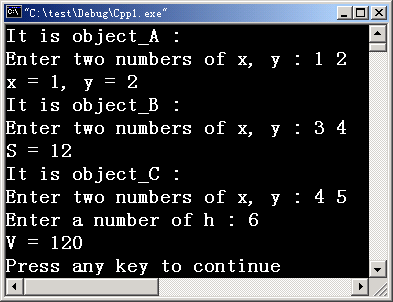 "C:\test\Debug\Cpp1.exe"
It is object_A :
Enter two numbers of x, y : 1 2
x = 1, y = 2
It is object_B :
Enter two numbers of x, y : 3 4
S = 12
It is object_C :
Enter two numbers of x, y : 4 5
Enter a number of h : 6
V = 120
Press any key to continue